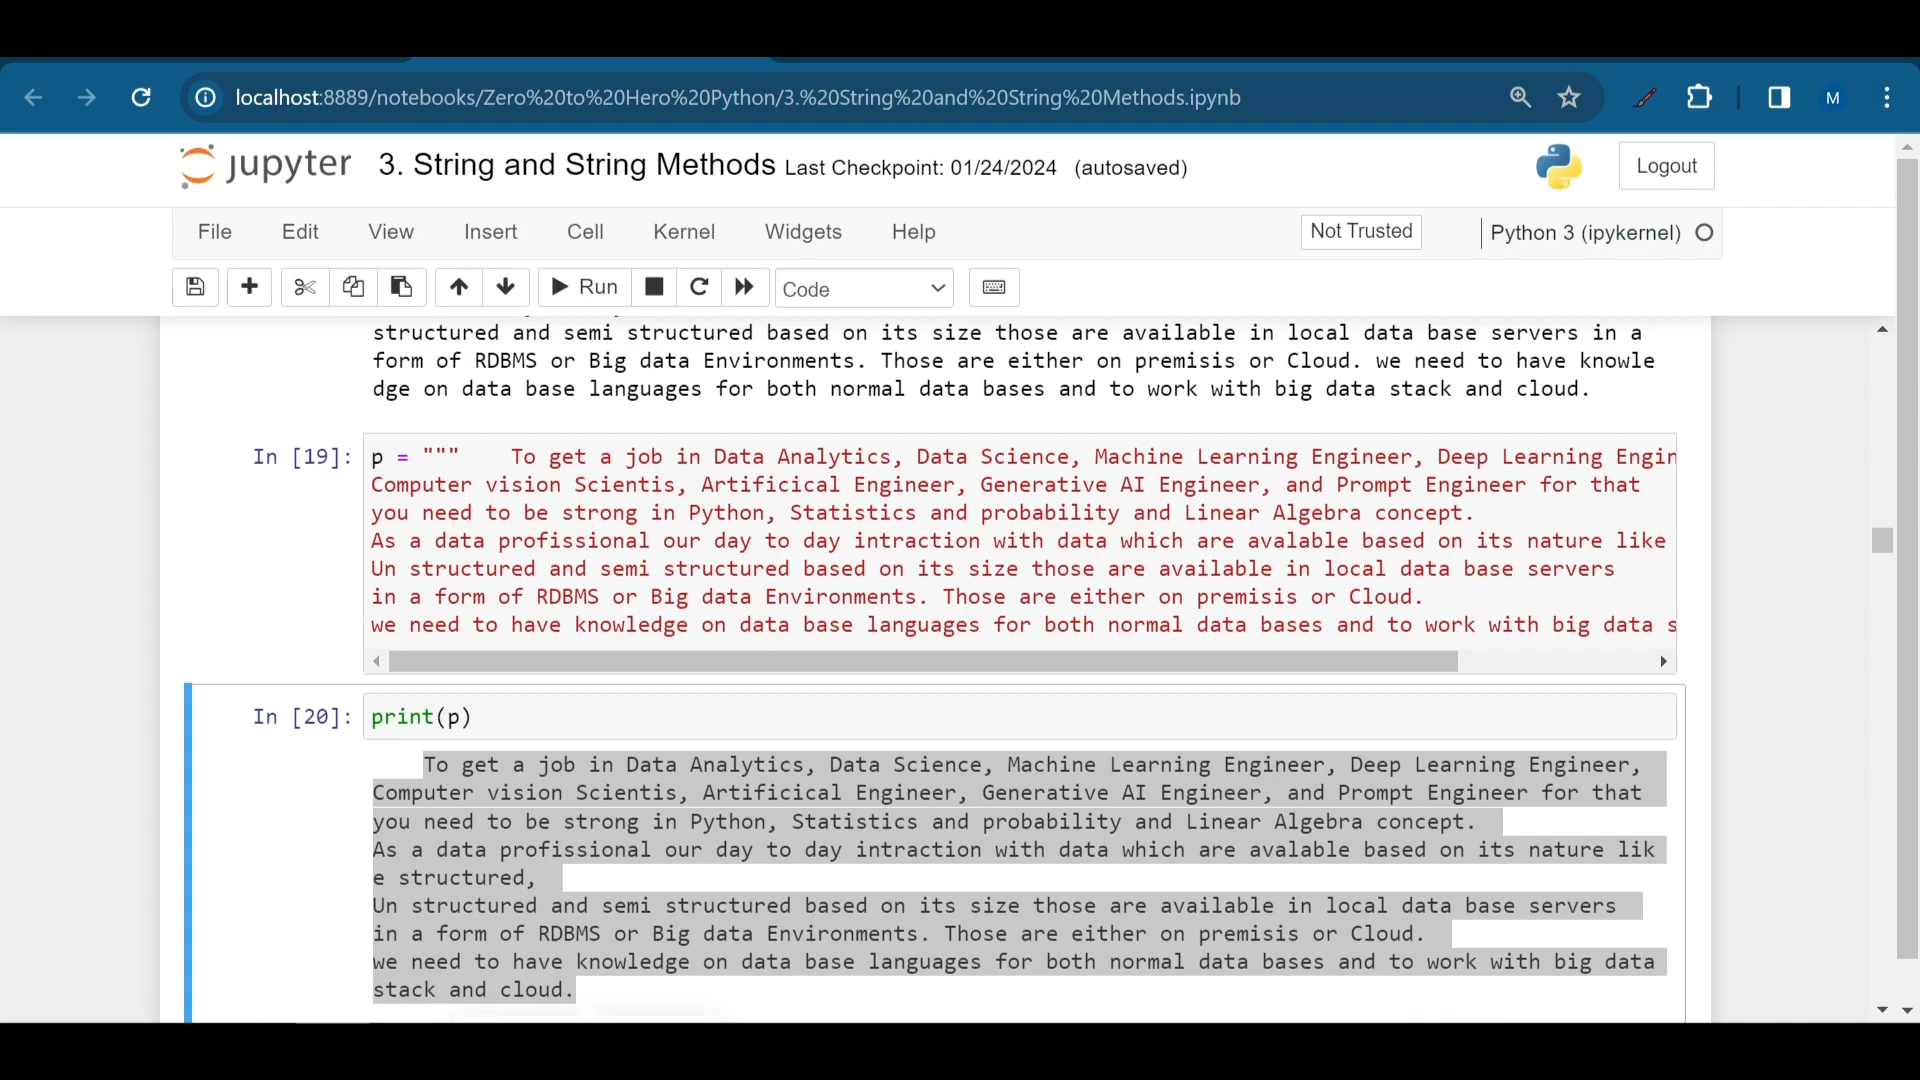 localhost:8889/notebooks/Zero%20to%20Hero%20Python/3.%20String%20and%20String%20Methods.ipynb
M
jupyter 3. String and String Methods Last Checkpoint: 01/24/2024 (autosaved)
Logout
File Edit View Insert Cell Kernel Widgets Help
Not Trusted
Python 3 (ipykernel)
Run
Code
structured and semi structured based on its size those are available in local data base servers in a
form of RDBMS or Big data Environments. Those are either on premisis or Cloud. we need to have knowle
dge on data base languages for both normal data bases and to work with big data stack and cloud.
In [19]: p = """    To get a job in Data Analytics, Data Science, Machine Learning Engineer, Deep Learning Engin
Computer vision Scientis, Artificical Engineer, Generative AI Engineer, and Prompt Engineer for that
you need to be strong in Python, Statistics and probability and Linear Algebra concept.
As a data profissional our day to day intraction with data which are avalable based on its nature like
Un structured and semi structured based on its size those are available in local data base servers
in a form of RDBMS or Big data Environments. Those are either on premisis or Cloud.
we need to have knowledge on data base languages for both normal data bases and to work with big data s
In [20]: print(p)
To get a job in Data Analytics, Data Science, Machine Learning Engineer, Deep Learning Engineer,
Computer vision Scientis, Artificical Engineer, Generative AI Engineer, and Prompt Engineer for that
you need to be strong in Python, Statistics and probability and Linear Algebra concept.
As a data profissional our day to day intraction with data which are avalable based on its nature lik
e structured,
Un structured and semi structured based on its size those are available in local data base servers
in a form of RDBMS or Big data Environments. Those are either on premisis or Cloud.
we need to have knowledge on data base languages for both normal data bases and to work with big data
stack and cloud.